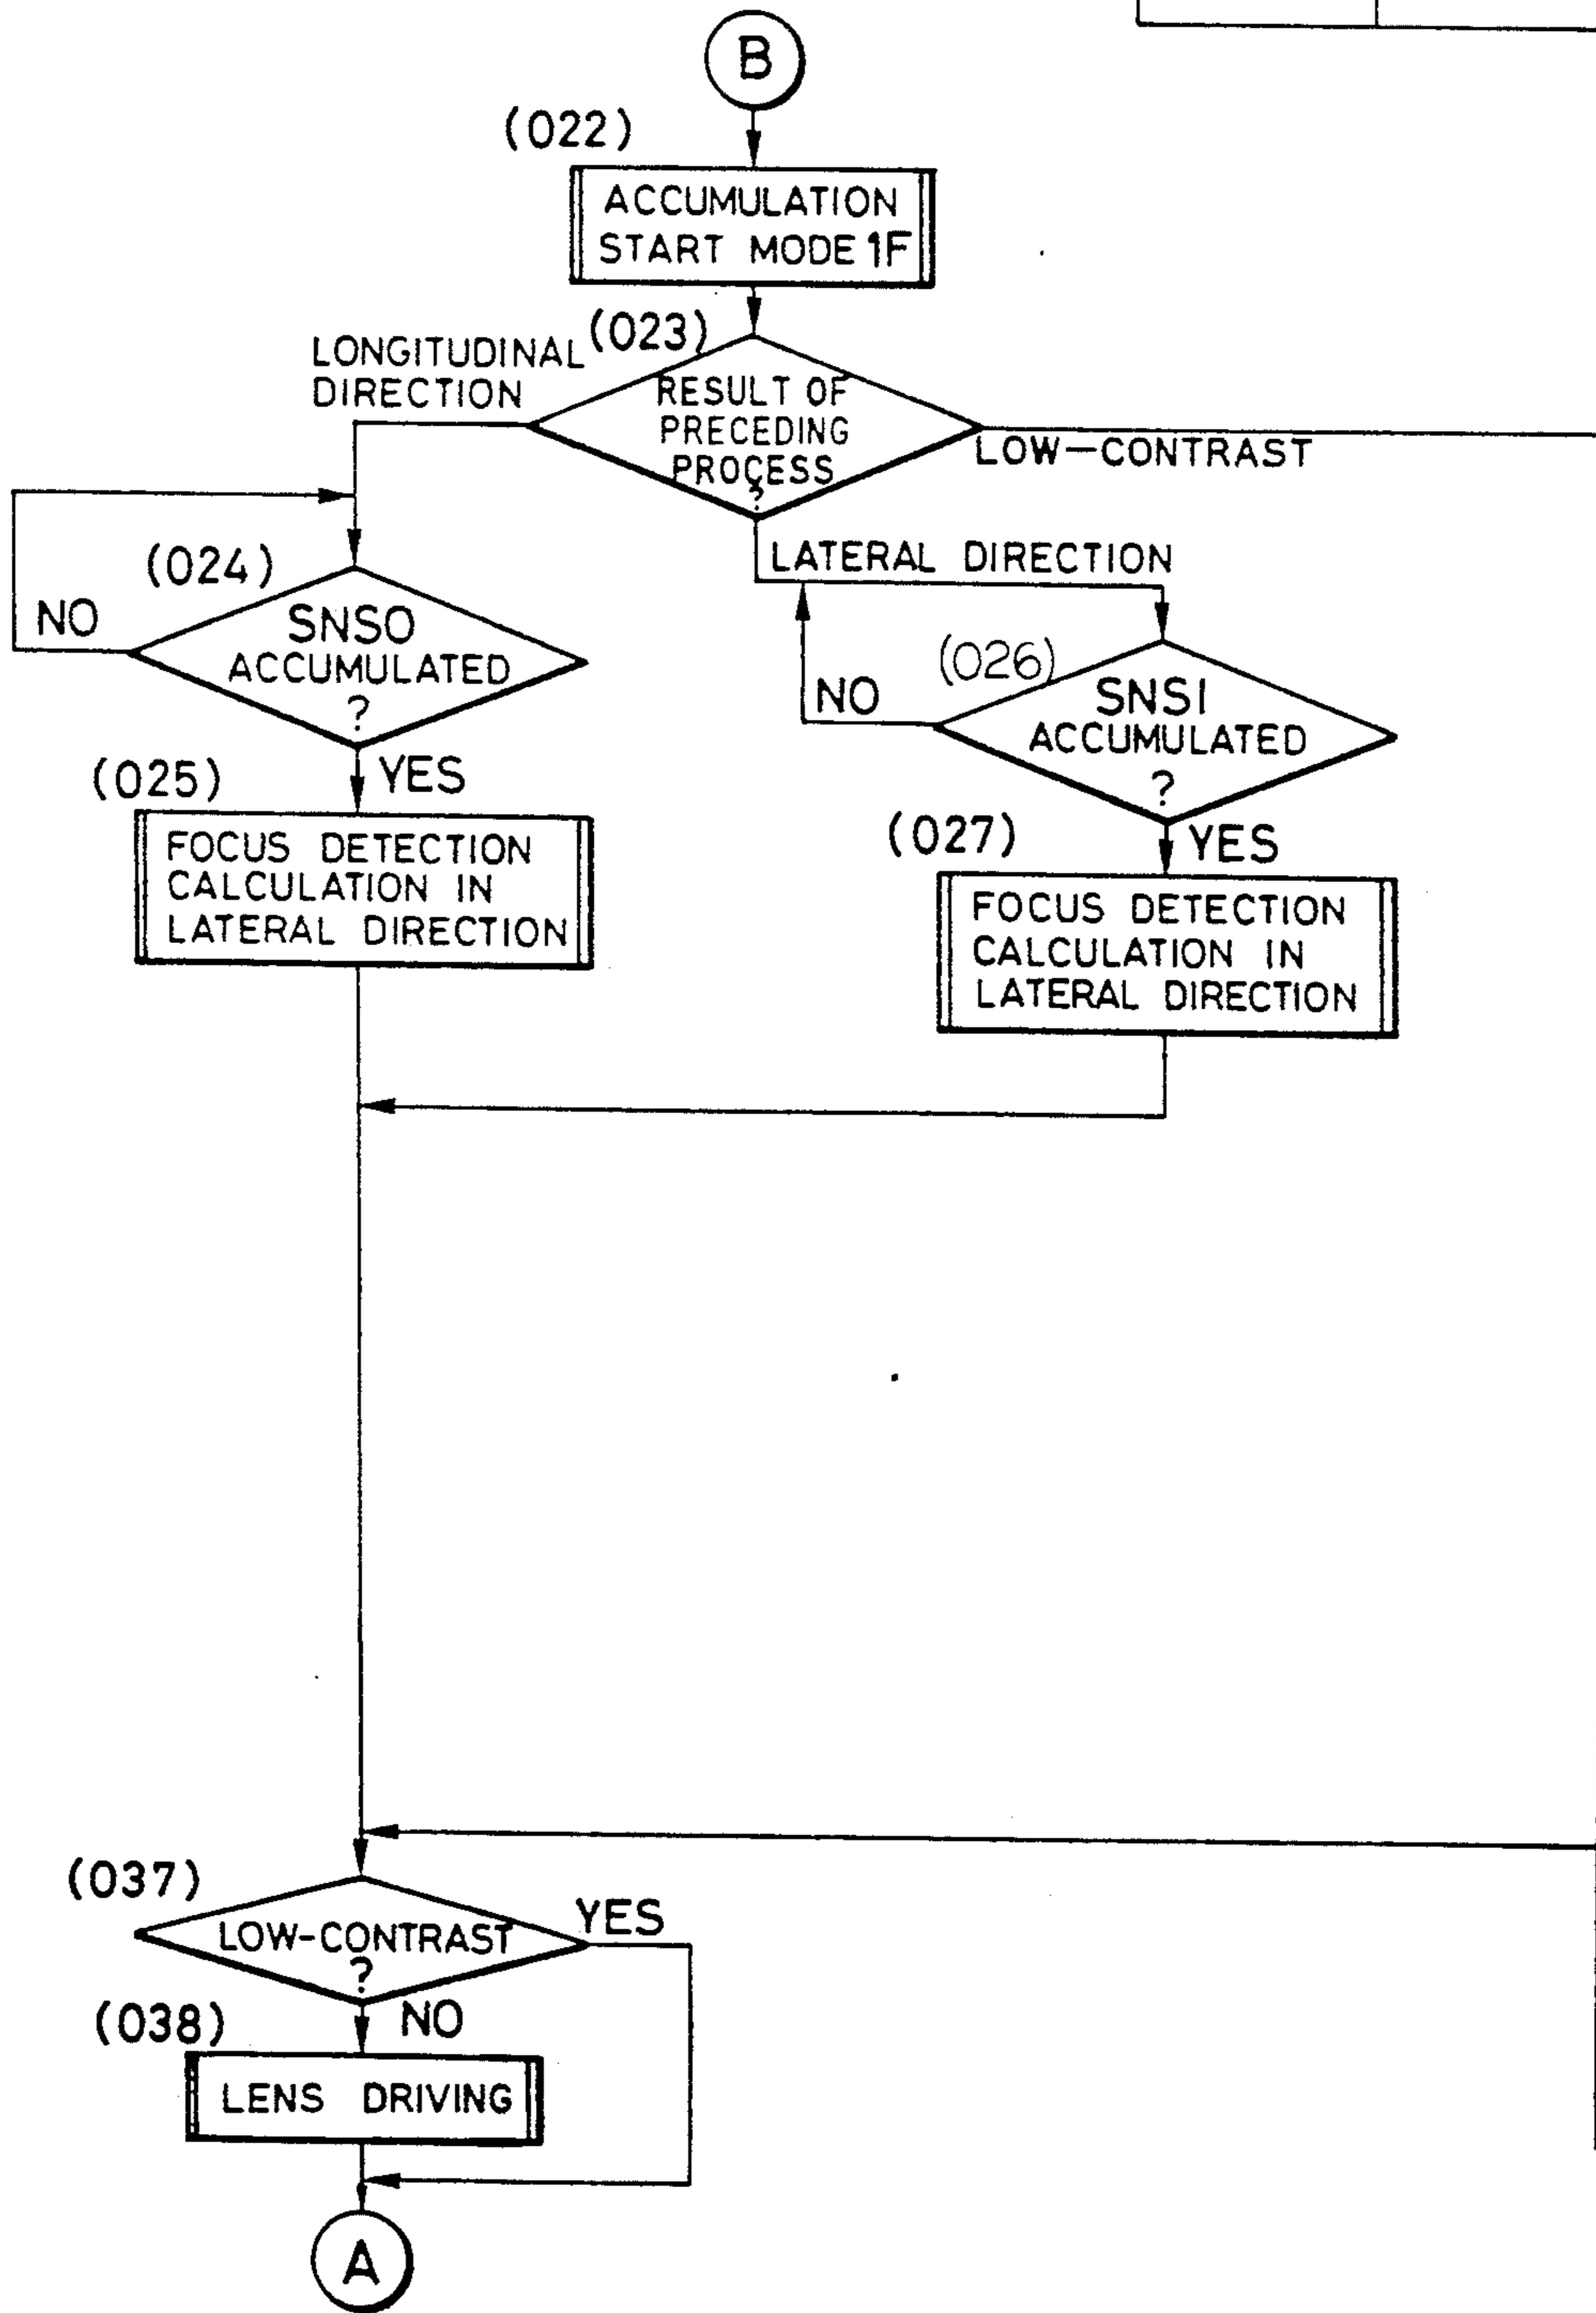 B
(022)
ACCUMULATION
START MODE 1F
(023)
LONGITUDINAL
DIRECTION
RESULT OF
PRECEDING
PROCESS
?
LOW-CONTRAST
LATERAL DIRECTION
(024)
NO
SNS0
ACCUMULATED
?
YES
(026)
NO
SNS1
ACCUMULATED
?
YES
(025)
FOCUS DETECTION
CALCULATION IN
LATERAL DIRECTION
(027)
FOCUS DETECTION
CALCULATION IN
LATERAL DIRECTION
(037)
LOW-CONTRAST
?
YES
NO
(038)
LENS DRIVING
A